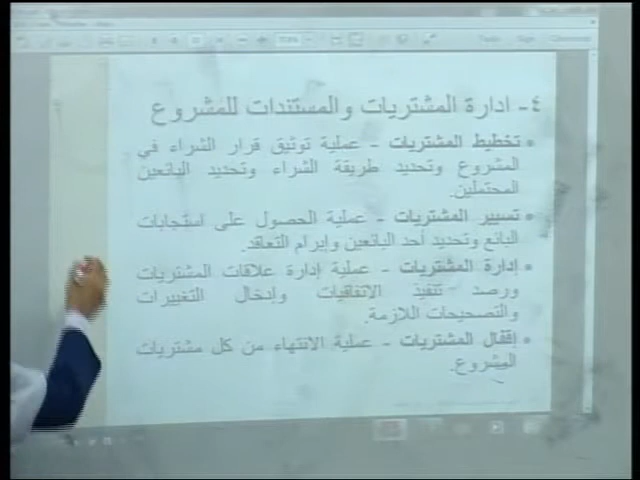 ٤- ادارة المشتريات والمستندات للمشروع
• تخطيط المشتريات - عملية توثيق قرار الشراء في
المشروع وتحديد طريقة الشراء وتحديد البائعين
المحتملين.
• تسيير المشتريات - عملية الحصول على استجابات
البائع وتحديد أحد البائعين وإبرام التعاقد.
• إدارة المشتريات - عملية إدارة علاقات المشتريات
ورصد تنفيذ الاتفاقيات وإدخال التغييرات
والتصحيحات اللازمة.
• إقفال المشتريات - عملية الانتهاء من كل مشتريات
المشروع.